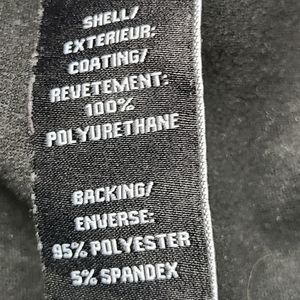 SHELL/
EXTERIEUR:
COATING/
REVETEMENT:
100%
POLYURETHANE
BACKING/
ENVERSE:
95% POLYESTER
5% SPANDEX